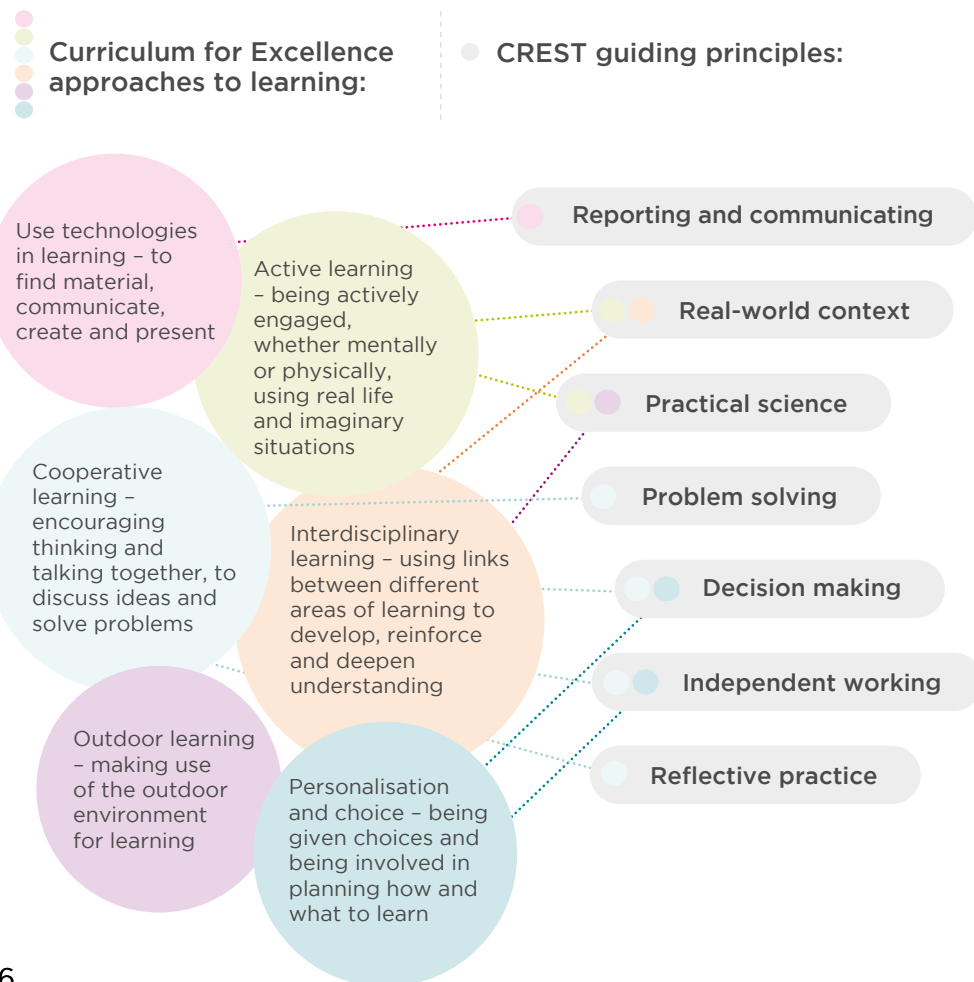 Curriculum for Excellence
approaches to learning:
CREST guiding principles:
Use technologies
in learning – to
find material,
communicate,
create and present
Active learning
– being actively
engaged,
whether mentally
or physically,
using real life
and imaginary
situations
Cooperative
learning –
encouraging
thinking and
talking together, to
discuss ideas and
solve problems
Interdisciplinary
learning – using links
between different
areas of learning to
develop, reinforce
and deepen
understanding
Outdoor learning
– making use
of the outdoor
environment
for learning
Personalisation
and choice – being
given choices and
being involved in
planning how and
what to learn
Reporting and communicating
Real-world context
Practical science
Problem solving
Decision making
Independent working
Reflective practice
6